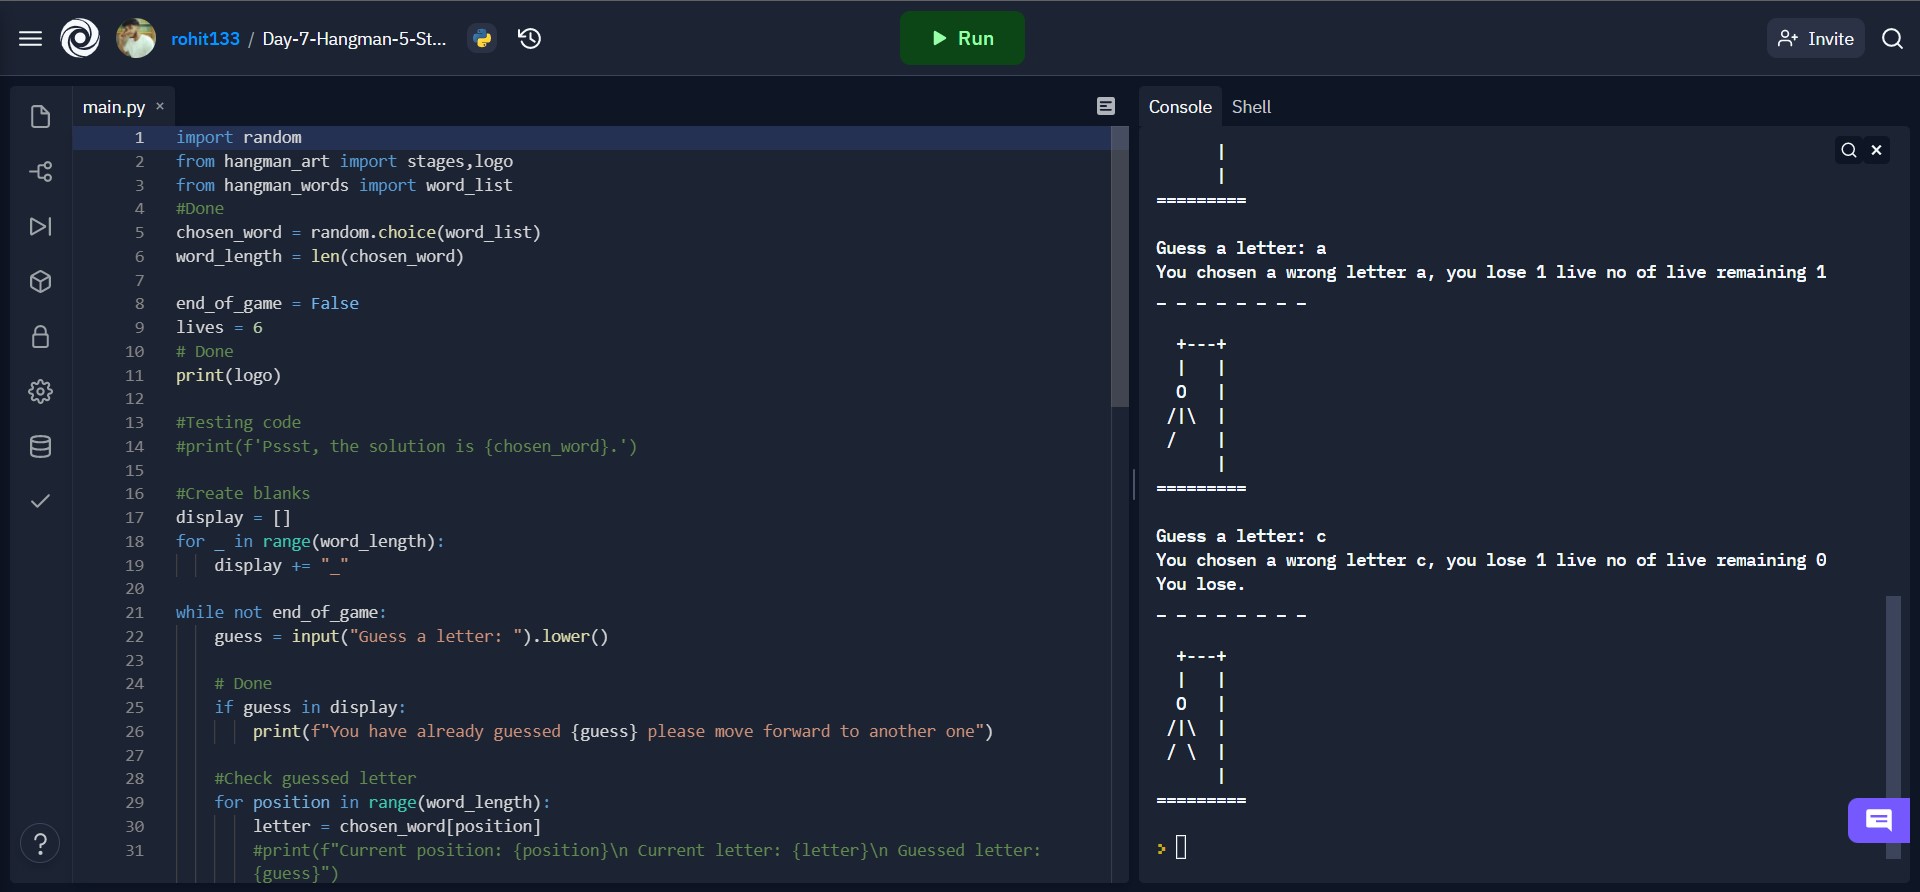 rohit133 / Day-7-Hangman-5-St...
Run
Invite
main.py ×
1 import random
2 from hangman_art import stages,logo
3 from hangman_words import word_list
4 #Done
5 chosen_word = random.choice(word_list)
6 word_length = len(chosen_word)
7
8 end_of_game = False
9 lives = 6
10 # Done
11 print(logo)
12
13 #Testing code
14 #print(f'Pssst, the solution is {chosen_word}.')
15
16 #Create blanks
17 display = []
18 for _ in range(word_length):
19     display += "_"
20
21 while not end_of_game:
22     guess = input("Guess a letter: ").lower()
23
24     # Done
25     if guess in display:
26         print(f"You have already guessed {guess} please move forward to another one")
27
28     #Check guessed letter
29     for position in range(word_length):
30         letter = chosen_word[position]
31         #print(f"Current position: {position}\n Current letter: {letter}\n Guessed letter:
{guess}")
?
Console Shell
      |
      |
=========
Guess a letter: a
You chosen a wrong letter a, you lose 1 live no of live remaining 1
_ _ _ _ _ _ _ _
  +---+
  |   |
  O   |
 /|\  |
 /    |
      |
=========
Guess a letter: c
You chosen a wrong letter c, you lose 1 live no of live remaining 0
You lose.
_ _ _ _ _ _ _ _
  +---+
  |   |
  O   |
 /|\  |
 / \  |
      |
=========